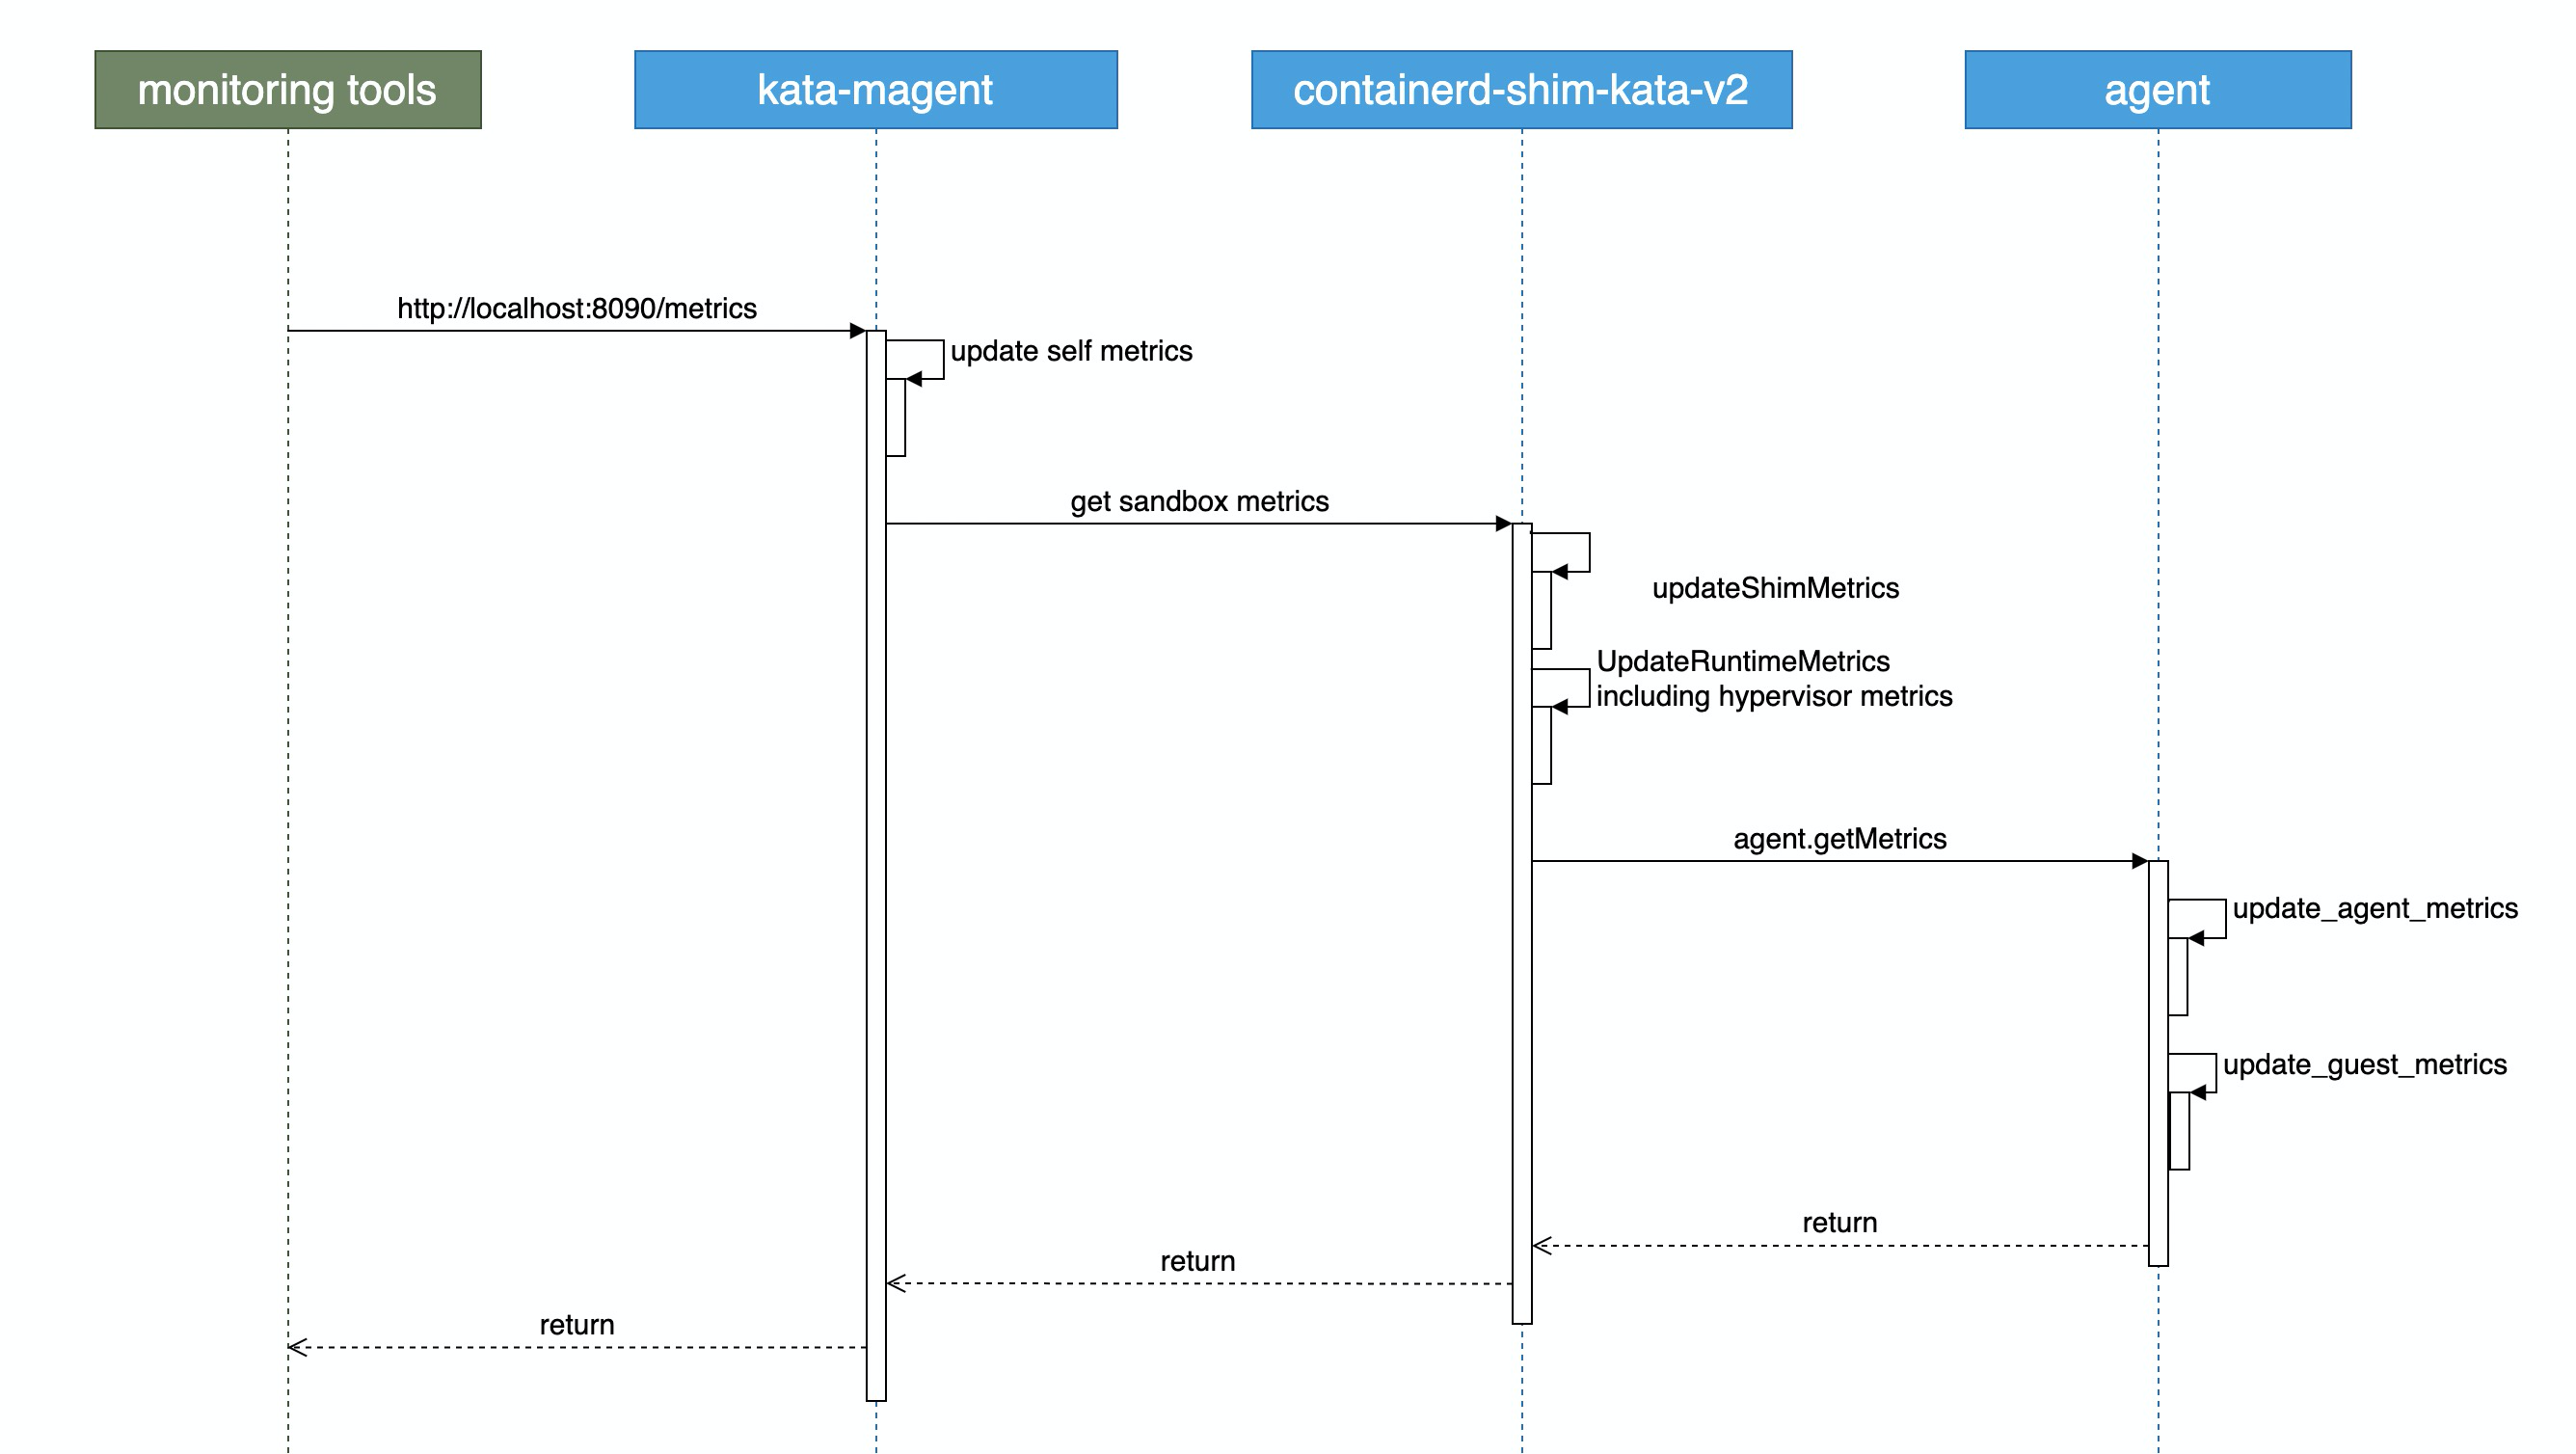 monitoring tools
kata-magent
containerd-shim-kata-v2
agent
http://localhost:8090/metrics
update self metrics
get sandbox metrics
updateShimMetrics
UpdateRuntimeMetrics
including hypervisor metrics
agent.getMetrics
update_agent_metrics
update_guest_metrics
return
return
return